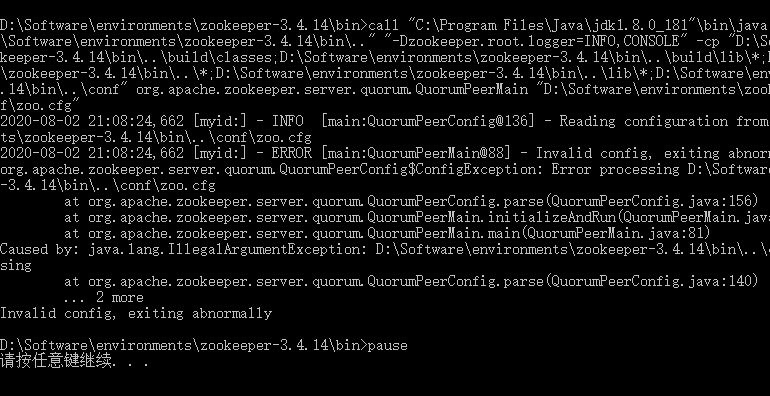 D:\Software\environments\zookeeper-3.4.14\bin>call "C:\Program Files\Java\jdk1.8.0_181"\bin\java
\Software\environments\zookeeper-3.4.14\bin\.." "-Dzookeeper.root.logger=INFO,CONSOLE" -cp "D:\S
keeper-3.4.14\bin\..\build\classes;D:\Software\environments\zookeeper-3.4.14\bin\..\build\lib\*;
\zookeeper-3.4.14\bin\..\*;D:\Software\environments\zookeeper-3.4.14\bin\..\lib\*;D:\Software\en
.14\bin\..\conf" org.apache.zookeeper.server.quorum.QuorumPeerMain "D:\Software\environments\zoo
f\zoo.cfg"
2020-08-02 21:08:24,662 [myid:] - INFO  [main:QuorumPeerConfig@136] - Reading configuration from
ts\zookeeper-3.4.14\bin\..\conf\zoo.cfg
2020-08-02 21:08:24,662 [myid:] - ERROR [main:QuorumPeerMain@88] - Invalid config, exiting abnorm
org.apache.zookeeper.server.quorum.QuorumPeerConfig$ConfigException: Error processing D:\Softwar
-3.4.14\bin\..\conf\zoo.cfg
at org.apache.zookeeper.server.quorum.QuorumPeerConfig.parse(QuorumPeerConfig.java:156)
at org.apache.zookeeper.server.quorum.QuorumPeerMain.initializeAndRun(QuorumPeerMain.jav
at org.apache.zookeeper.server.quorum.QuorumPeerMain.main(QuorumPeerMain.java:81)
Caused by: java.lang.IllegalArgumentException: D:\Software\environments\zookeeper-3.4.14\bin\..\
sing
at org.apache.zookeeper.server.quorum.QuorumPeerConfig.parse(QuorumPeerConfig.java:140)
... 2 more
Invalid config, exiting abnormally
D:\Software\environments\zookeeper-3.4.14\bin>pause
请按任意键继续. . .